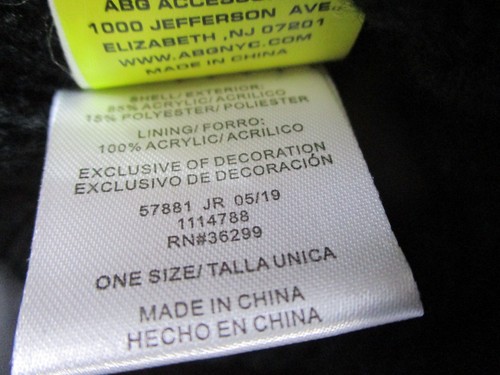 ABG
1000 JEFFERSON AVE.
ELIZABETH ,NJ 07201
WWW.ABGNYC.COM
MADE IN CHINA
SHELL/EXTERIOR:
85% ACRYLIC/ACRILICO
15% POLYESTER/POLIESTER
LINING/FORRO:
100% ACRYLIC/ACRILICO
EXCLUSIVE OF DECORATION
EXCLUSIVO DE DECORACIÓN
57881 JR 05/19
1114788
RN#36299
ONE SIZE/ TALLA UNICA
MADE IN CHINA
HECHO EN CHINA